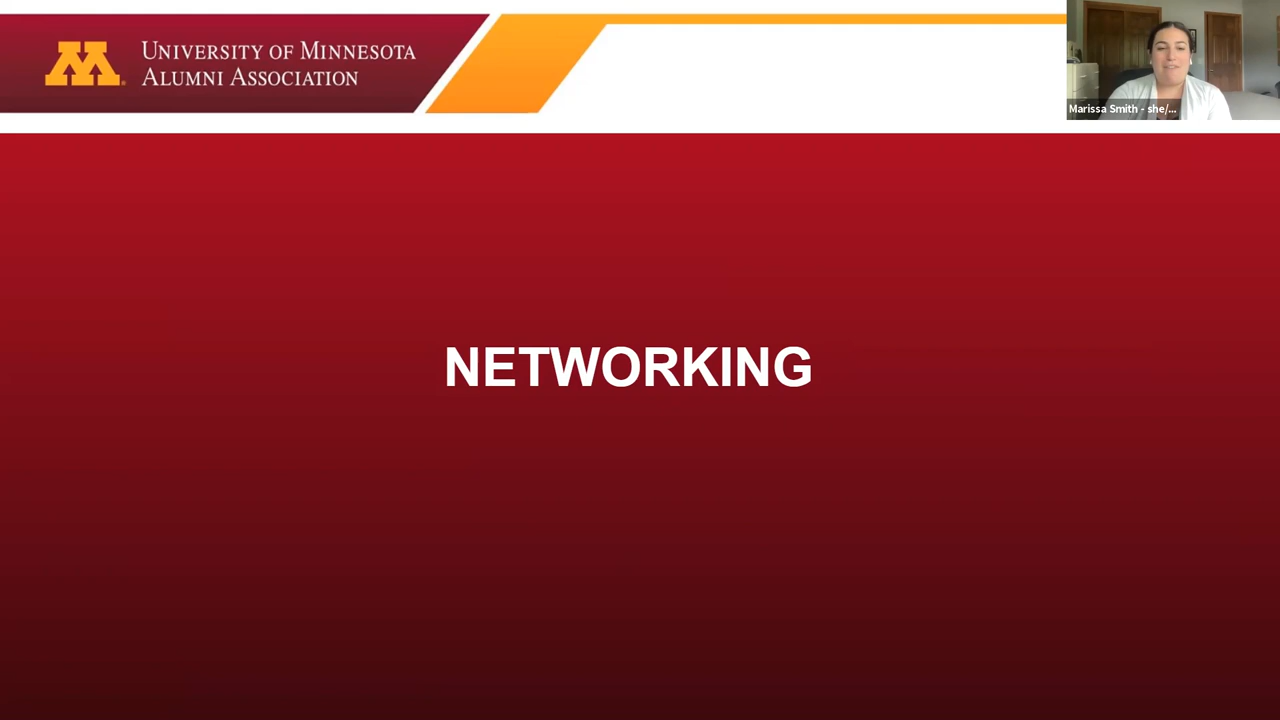 UNIVERSITY OF MINNESOTA
ALUMNI ASSOCIATION
Marissa Smith - she/...
NETWORKING